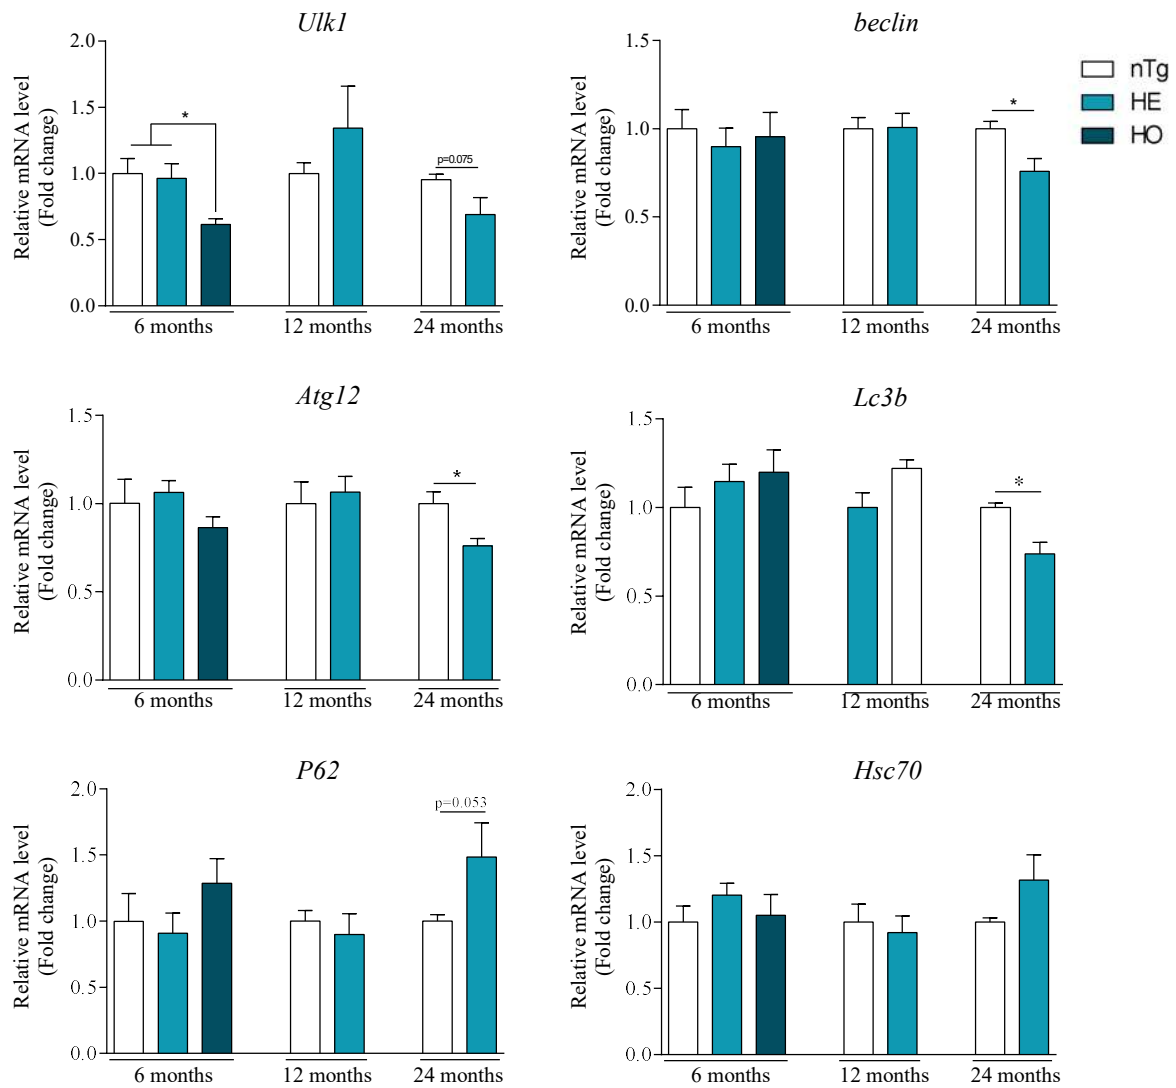 Ulk1
Relative mRNA level
(Fold change)
2.0
1.5
1.0
0.5
0.0
*
p=0.075
6 months
12 months
24 months
beclin
Relative mRNA level
(Fold change)
1.5
1.0
0.5
0.0
*
6 months
12 months
24 months
nTg
HE
HO
Atg12
Relative mRNA level
(Fold change)
1.5
1.0
0.5
0.0
*
6 months
12 months
24 months
Lc3b
Relative mRNA level
(Fold change)
1.5
1.0
0.5
0.0
*
6 months
12 months
24 months
P62
Relative mRNA level
(Fold change)
2.0
1.5
1.0
0.5
0.0
p=0.053
6 months
12 months
24 months
Hsc70
Relative mRNA level
(Fold change)
2.0
1.5
1.0
0.5
0.0
6 months
12 months
24 months